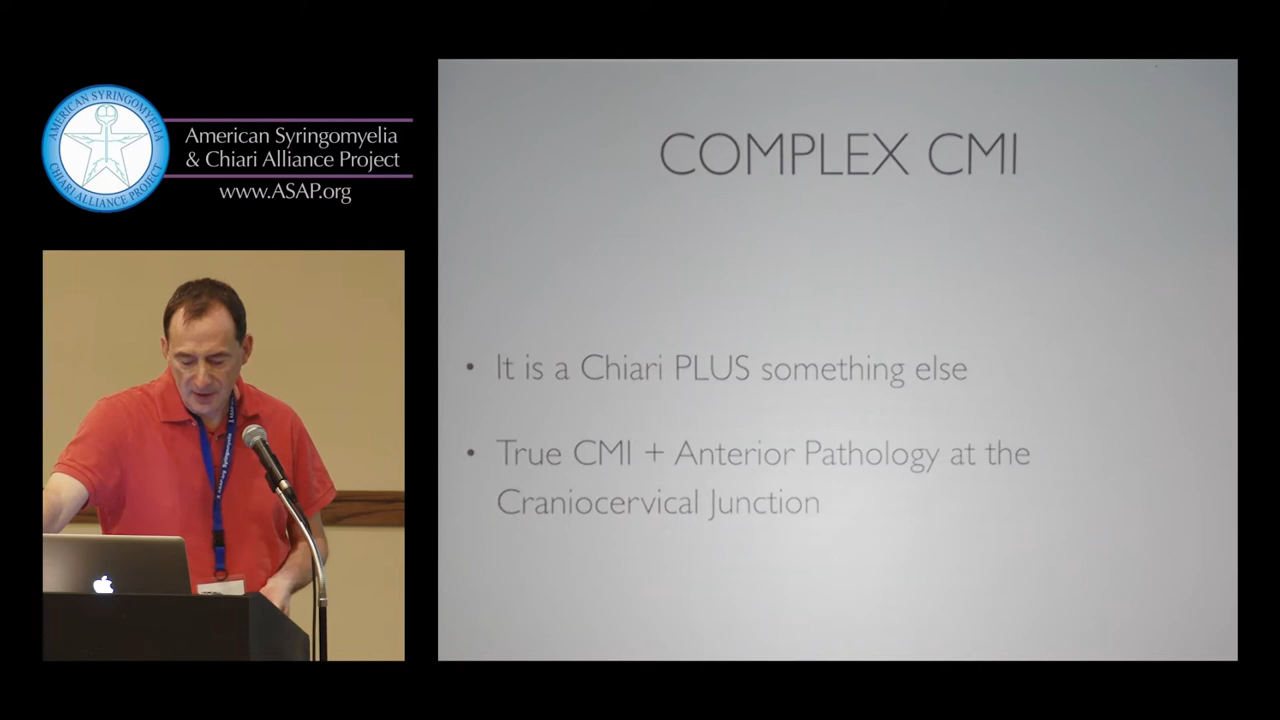 AMERICAN SYRINGOMYELIA
CHIARI ALLIANCE PROJECT
American Syringomyelia
& Chiari Alliance Project
www.ASAP.org
COMPLEX CMI
• It is a Chiari PLUS something else
• True CMI + Anterior Pathology at the
Craniocervical Junction